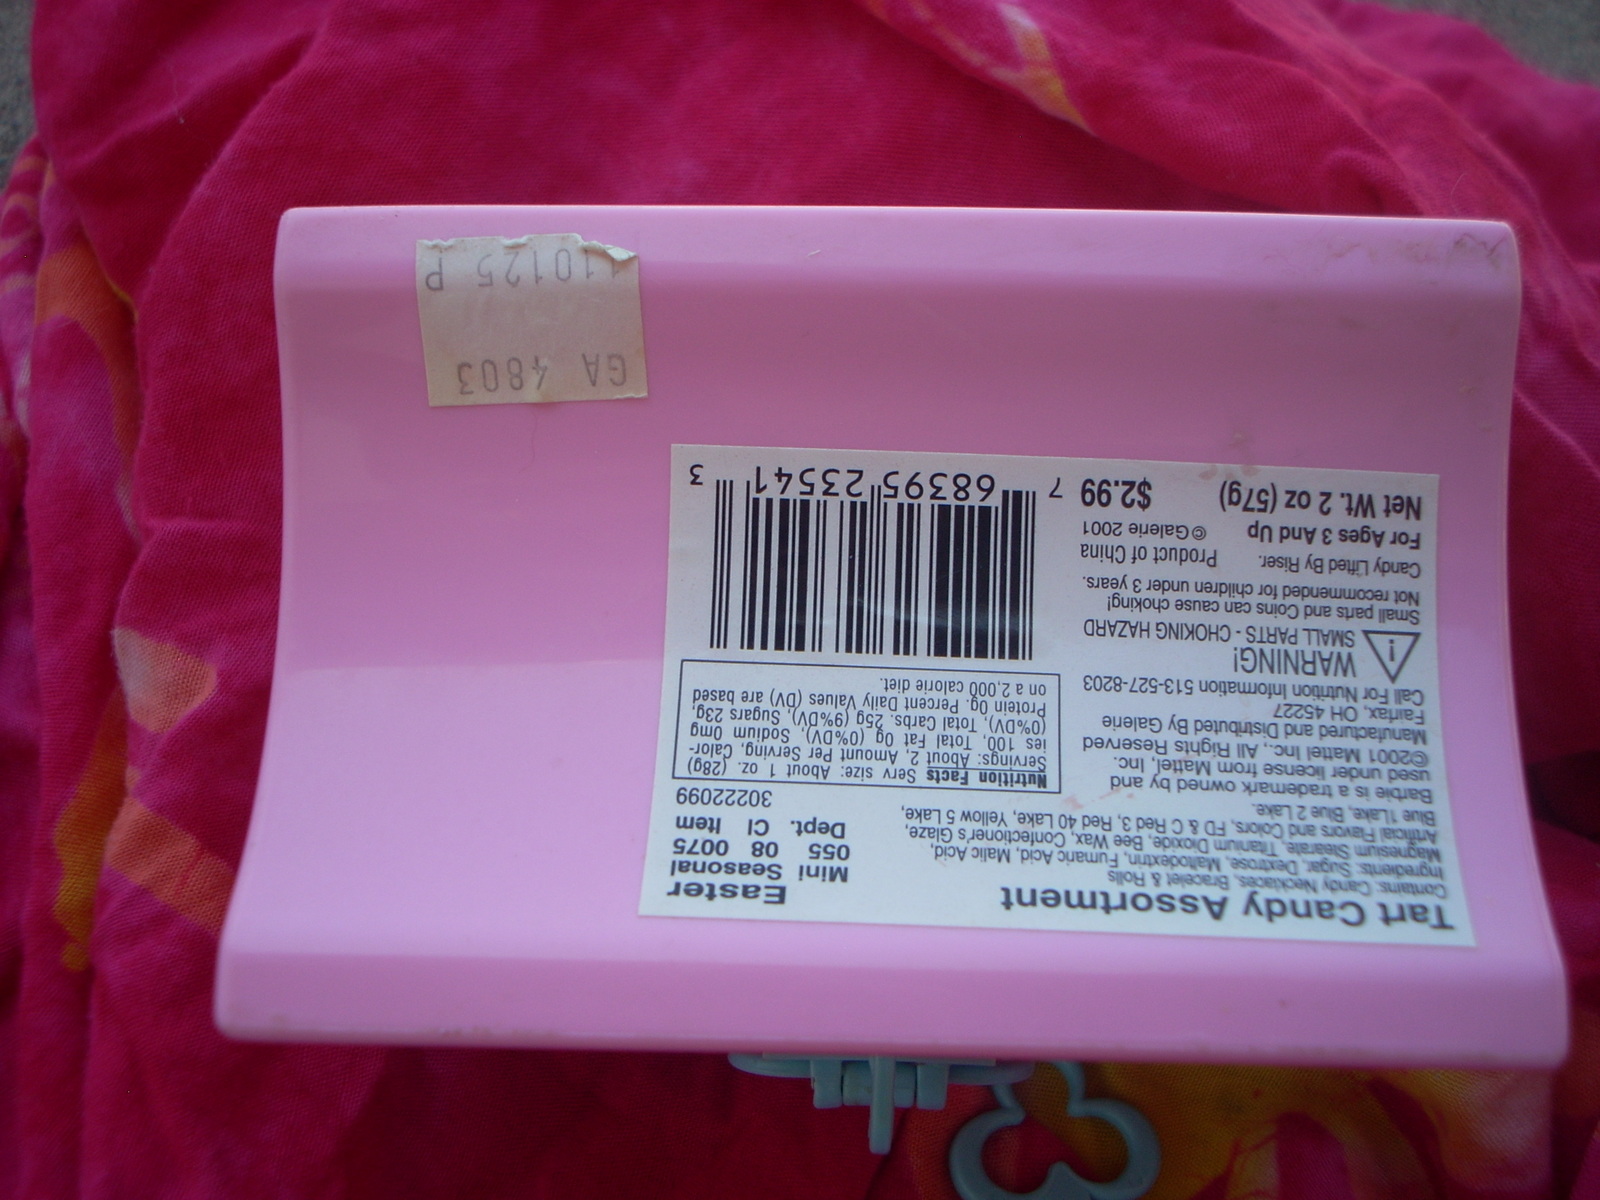 Tart Candy Assortment
Contains: Candy Necklaces, Bracelet & Rolls
Ingredients: Sugar, Dextrose, Maltodextrin, Fumaric Acid, Malic Acid,
Magnesium Stearate, Titanium Dioxide, Bee Wax, Confectioner's Glaze,
Artificial Flavors and Colors, FD & C Red 3, Red 40 Lake, Yellow 5 Lake,
Blue 1Lake, Blue 2 Lake.
Barbie is a trademark owned by and
used under license from Mattel, Inc.
©2001 Mattel Inc., All Rights Reserved
Manufactured and Distributed By Galerie
Fairfax, OH 45227
Call For Nutrition Information 513-527-8203
WARNING!
SMALL PARTS - CHOKING HAZARD
Small parts and Coins can cause choking!
Not recommended for children under 3 years.
Candy Lifted By Riser. Product of China
For Ages 3 And Up ©Galerie 2001
Net Wt. 2 oz (57g) $2.99
Easter
Mini Seasonal
055 08 0075
Dept. Cl Item
30222099
Nutrition Facts Serv size: About 1 oz. (28g)
Servings: About 2, Amount Per Serving, Calor-
ies 100, Total Fat 0g (0%DV), Sodium 0mg
(0%DV), Total Carbs. 25g (9%DV), Sugars 23g,
Protein 0g. Percent Daily Values (DV) are based
on a 2,000 calorie diet.
7 68395 23541 3
GA 4803
110125 P